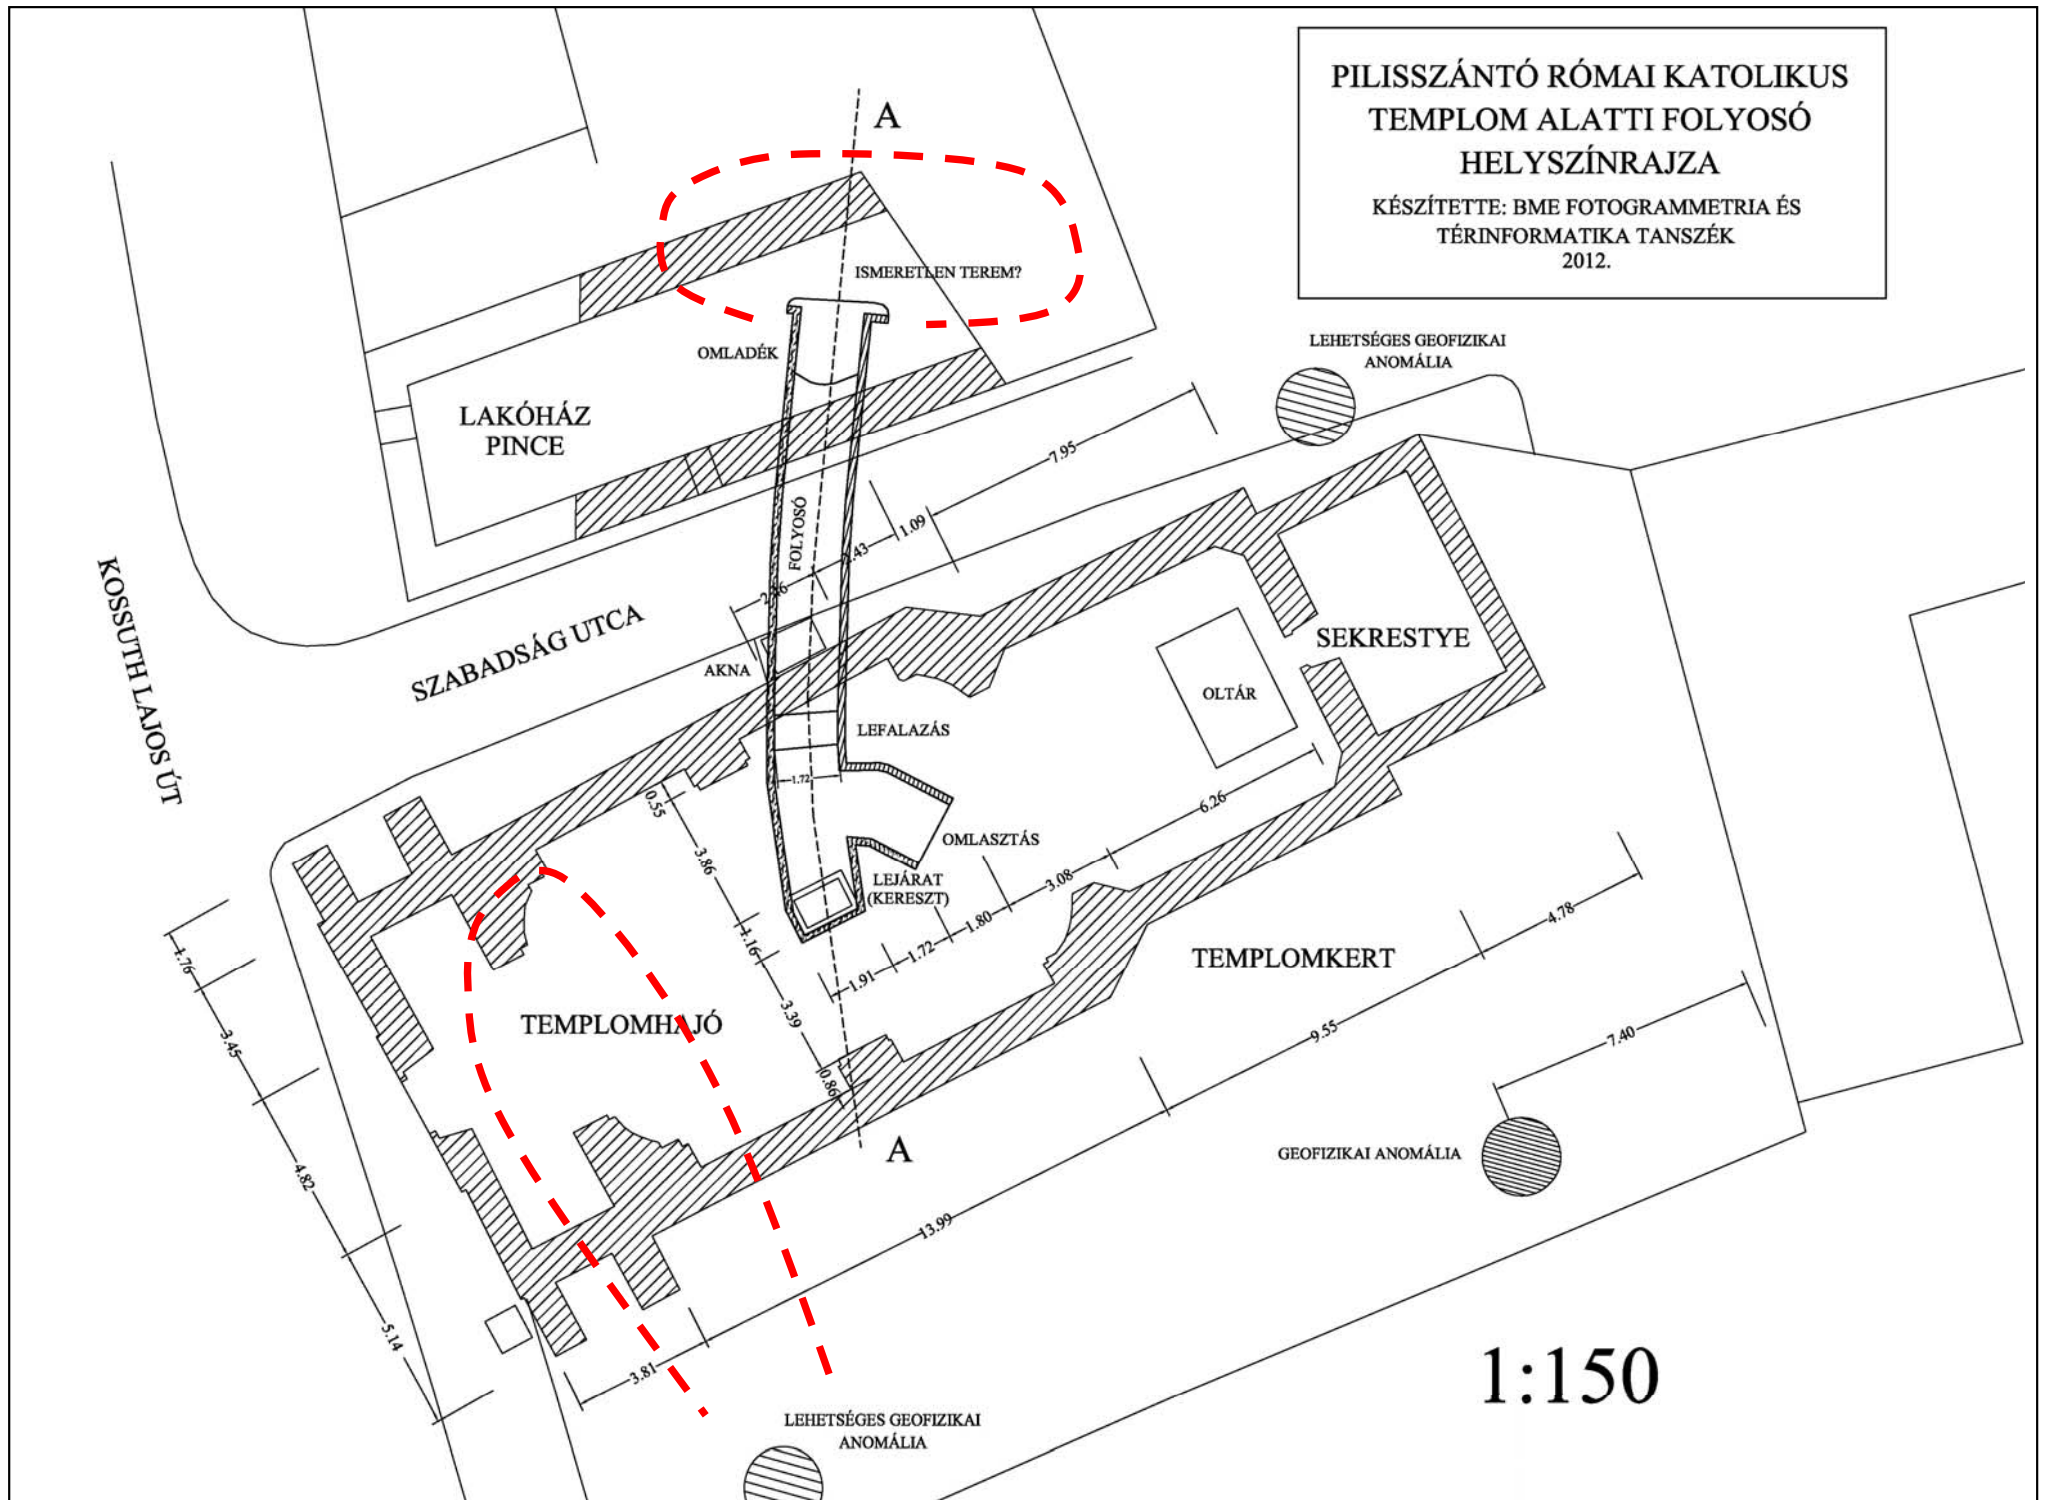 PILISSZÁNTÓ RÓMAI KATOLIKUS
TEMPLOM ALATTI FOLYOSÓ
HELYSZÍNRAJZA
KÉSZÍTETTE: BME FOTOGRAMMETRIA ÉS
TÉRINFORMATIKA TANSZÉK
2012.
A
ISMERETLEN TEREM?
LEHETSÉGES GEOFIZIKAI
ANOMÁLIA
OMLADÉK
LAKÓHÁZ
PINCE
7.95
1.09
2.43
FOLYOSÓ
KOSSUTH LAJOS ÚT
SZABADSÁG UTCA
AKNA
SEKRESTYE
OLTÁR
LEFALAZÁS
1.72
0.55
6.26
OMLASZTÁS
3.86
LEJÁRAT
(KERESZT)
3.08
1.80
1.72
1.91
1.16
4.78
TEMPLOMKERT
1.76
3.45
TEMPLOMHAJÓ
3.39
9.55
7.40
0.86
A
GEOFIZIKAI ANOMÁLIA
4.82
13.99
5.14
3.81
1:150
LEHETSÉGES GEOFIZIKAI
ANOMÁLIA